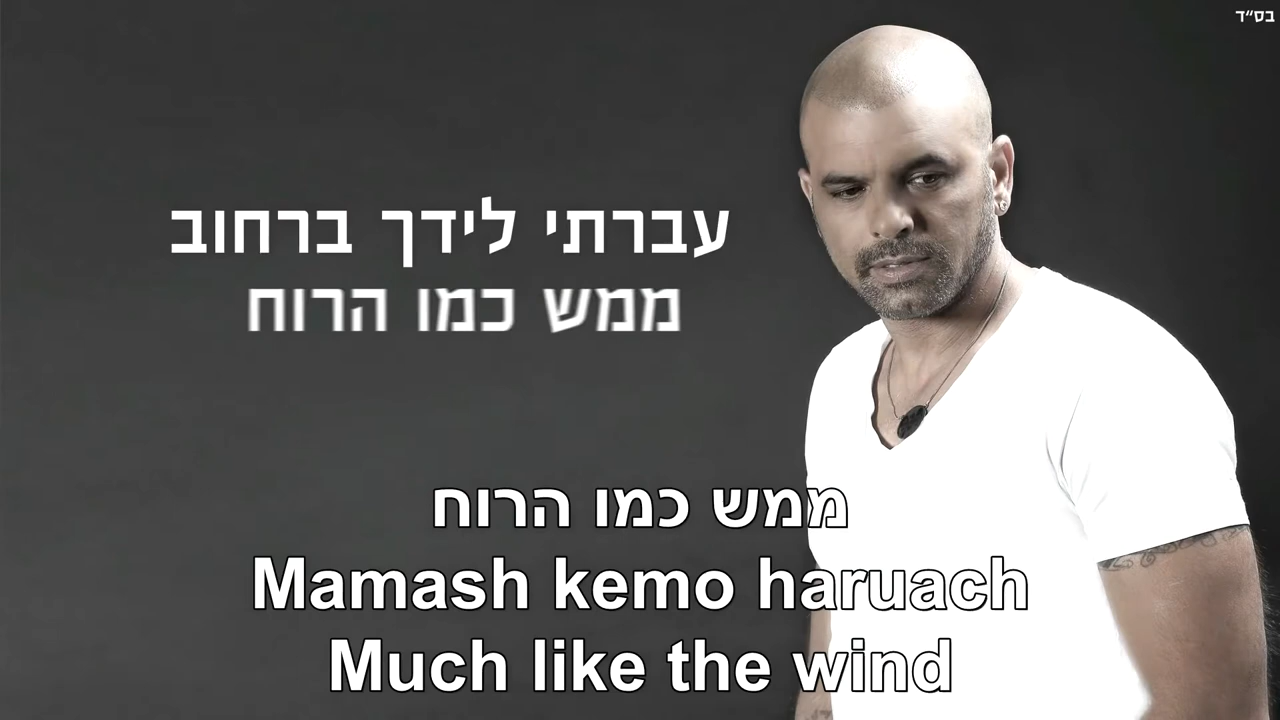 בס״ד
עברתי לידך ברחוב
ממש כמו הרוח
ממש כמו הרוח
Mamash kemo haruach
Much like the wind